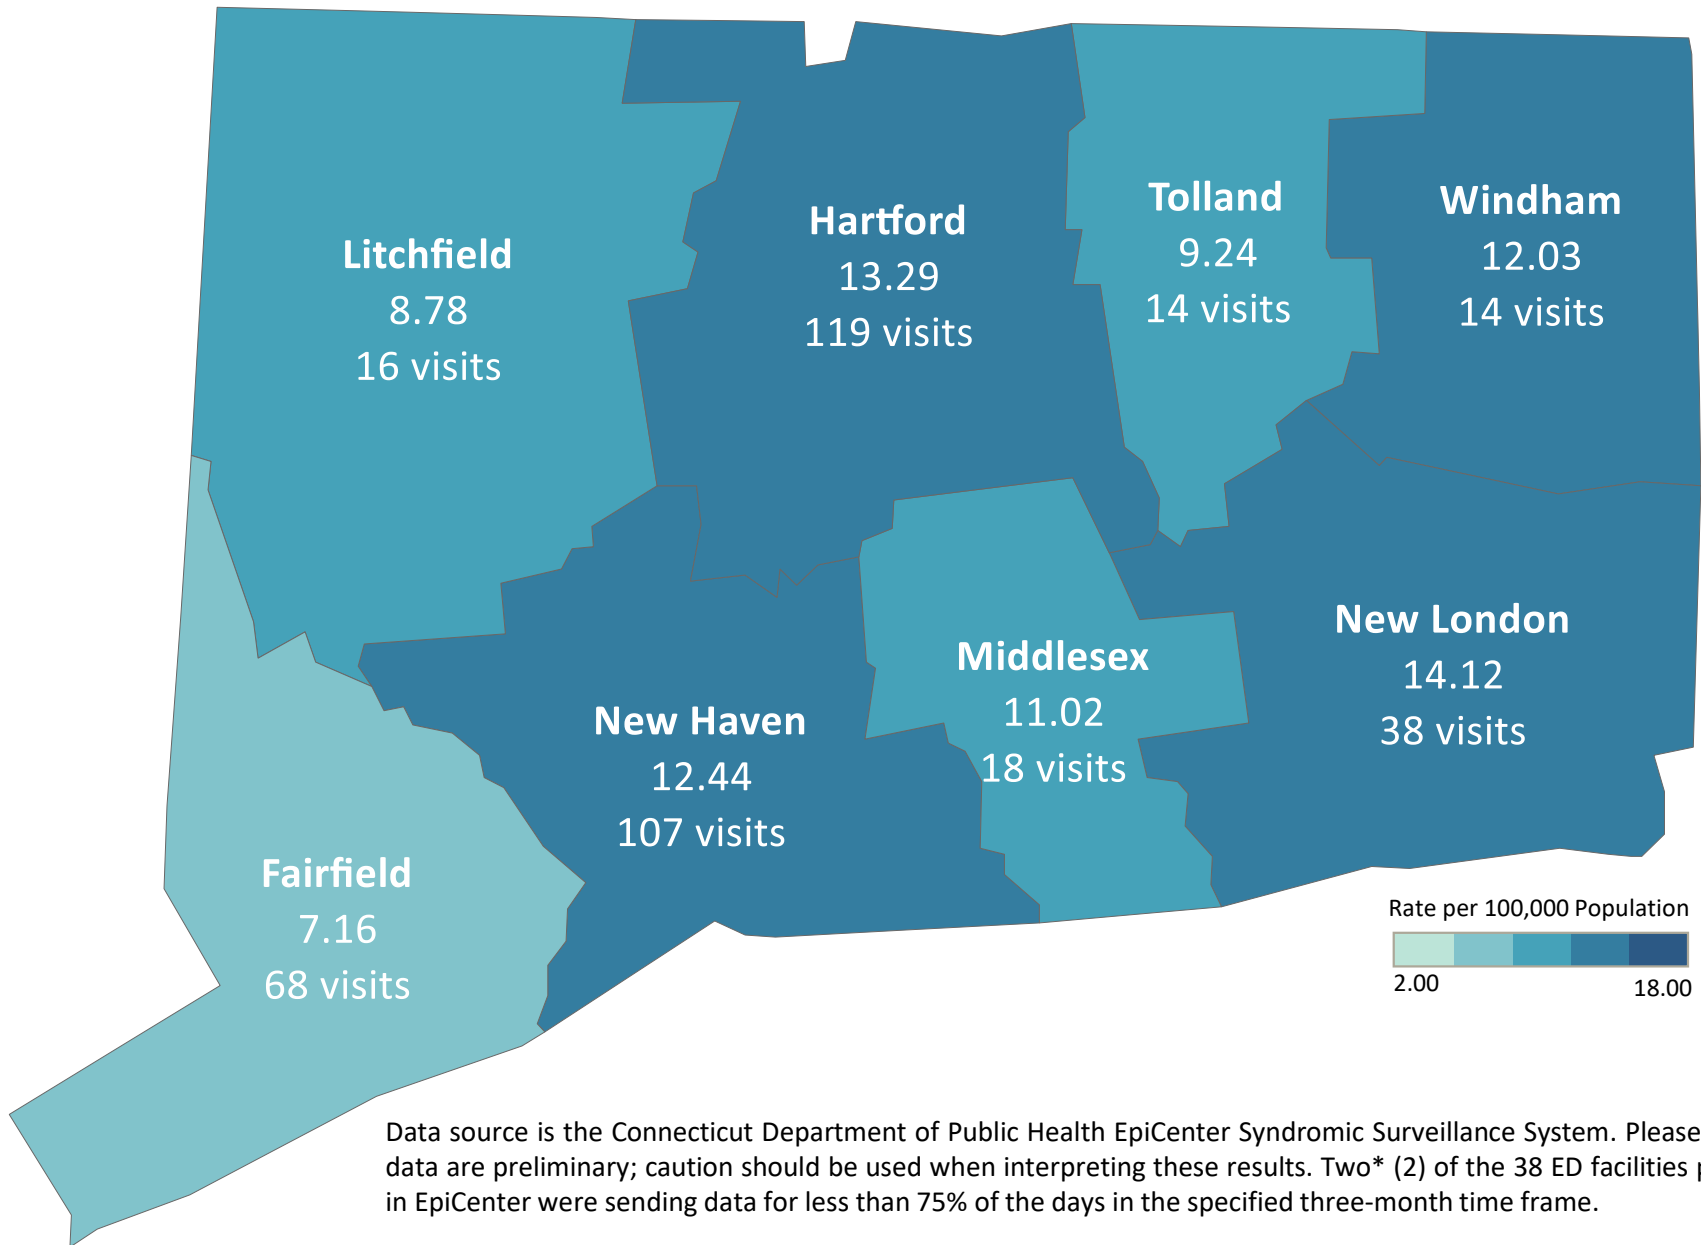 Litchfield
8.78
16 visits
Hartford
13.29
119 visits
Tolland
9.24
14 visits
Windham
12.03
14 visits
Fairfield
7.16
68 visits
New Haven
12.44
107 visits
Middlesex
11.02
18 visits
New London
14.12
38 visits
Rate per 100,000 Population
2.00
18.00
Data source is the Connecticut Department of Public Health EpiCenter Syndromic Surveillance System. Please
data are preliminary; caution should be used when interpreting these results. Two* (2) of the 38 ED facilities
in EpiCenter were sending data for less than 75% of the days in the specified three-month time frame.